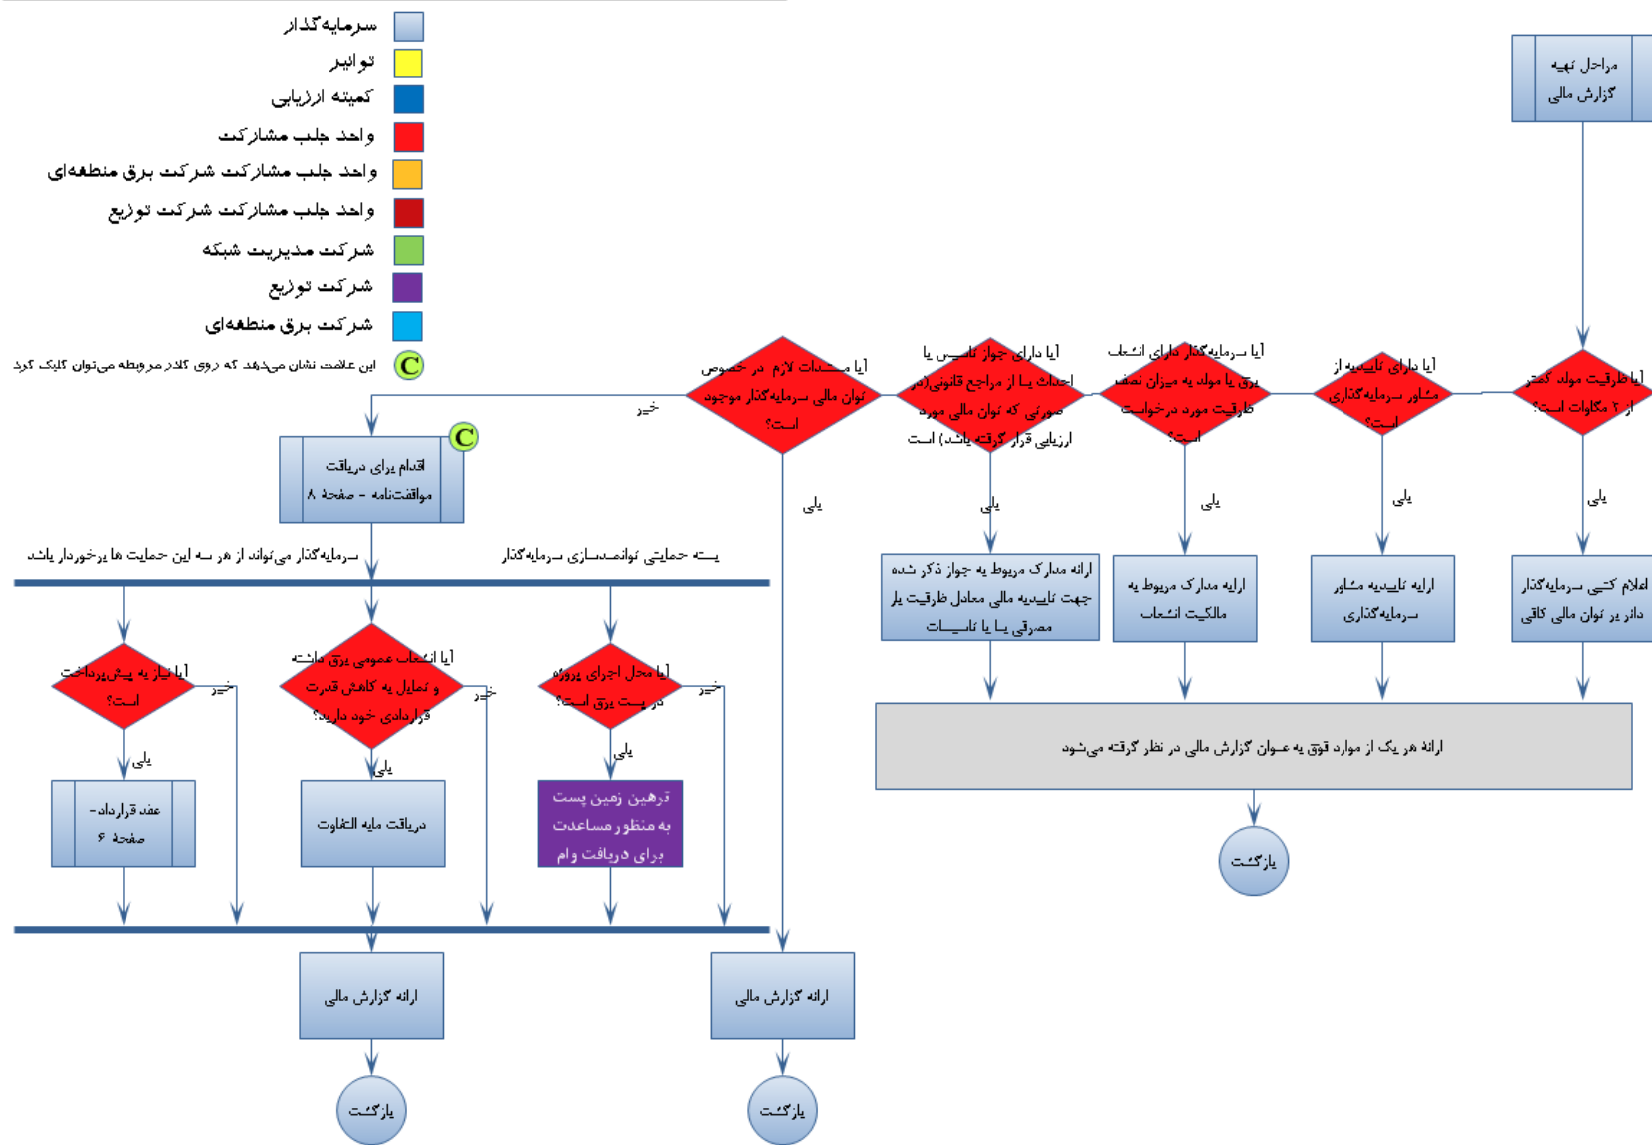 سرمایه‌گذار
توانیر
کمیته ارزیابی
واحد جلب مشارکت
واحد جلب مشارکت شرکت برق منطقه‌ای
واحد جلب مشارکت شرکت توزیع
شرکت مدیریت شبکه
شرکت توزیع
شرکت برق منطقه‌ای
C
این علامت نشان می‌دهد که روی کادر مربوطه می‌توان کلیک کرد
مراحل تهیه
گزارش مالی
آیا ظرفیت مولد کمتر
از ۲ مگاوات است؟
آیا دارای تاییدیه از
مشاور سرمایه‌گذاری
است؟
آیا سرمایه‌گذار دارای انشعاب
برق یا مولد به میزان نصف
ظرفیت مورد درخواست
است؟
آیا دارای جواز تاسیس یا
احداث یا از مراجع قانونی(در
صورتی که توان مالی مورد
ارزیابی قرار گرفته باشد) است
آیا مستندات لازم در خصوص
توان مالی سرمایه‌گذار موجود
است؟
خیر
بلی
بلی
بلی
بلی
بلی
اعلام کتبی سرمایه‌گذار
دائر بر توان مالی کافی
ارایه تاییدیه مشاور
سرمایه‌گذاری
ارایه مدارک مربوط به
مالکیت انشعاب
ارائه مدارک مربوط به جواز ذکر شده
جهت تاییدیه مالی معادل ظرفیت بار
مصرفی یا با تاسیسات
ارائه هر یک از موارد فوق به عنوان گزارش مالی در نظر گرفته می‌شود
بازگشت
C
اقدام برای دریافت
موافقت‌نامه - صفحه ۸
بسته حمایتی توانمندسازی سرمایه‌گذار
سرمایه‌گذار می‌تواند از هر سه این حمایت ها برخوردار باشد
آیا محل اجرای پروژه
در پست برق است؟
خیر
بلی
آیا انشعاب عمومی برق داشته
و تمایل به کاهش قدرت
قراردادی خود دارید؟
خیر
بلی
آیا نیاز به پیش‌پرداخت
است؟
خیر
بلی
ترهین زمین پست
به منظور مساعدت
برای دریافت وام
دریافت مابه التفاوت
عقد قرارداد-
صفحه ۶
ارائه گزارش مالی
ارائه گزارش مالی
بازگشت
بازگشت